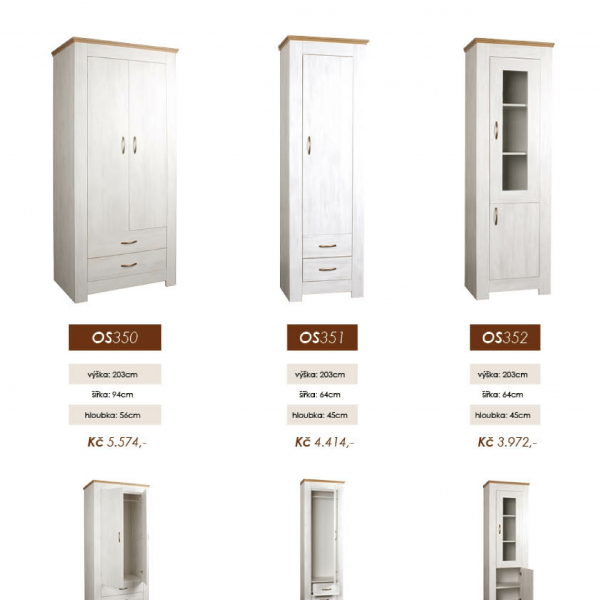 OS350
výška: 203cm
šířka: 94cm
hloubka: 56cm
Kč 5.574,-
OS351
výška: 203cm
šířka: 64cm
hloubka: 45cm
Kč 4.414,-
OS352
výška: 203cm
šířka: 64cm
hloubka: 45cm
Kč 3.972,-